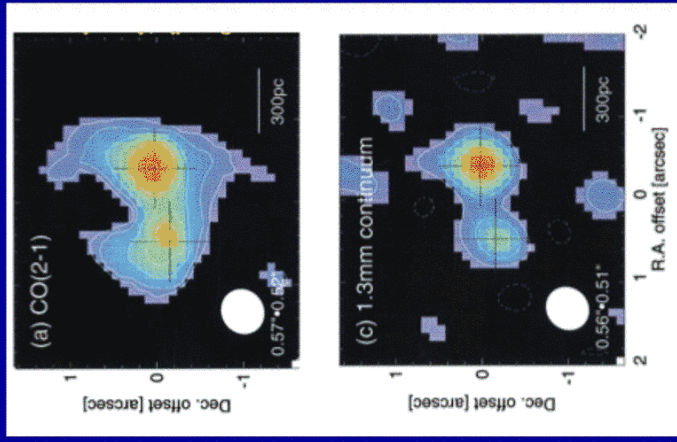 (a) CO(2-1)
300pc
0.57"•0.52"
Dec. offset [arcsec]
1
0
-1
(c) 1.3mm continuum
300pc
0.56"•0.51"
Dec. offset [arcsec]
1
0
-1
2 1 0 -1 -2
R.A. offset [arcsec]